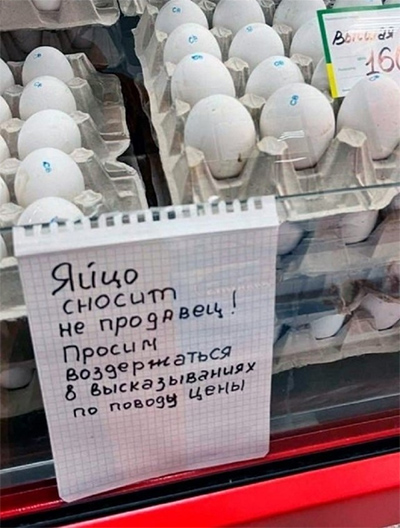 Высшая
160
Яйцо
сносит
не продавец!
Просим
воздержаться
в высказываниях
по поводу цены